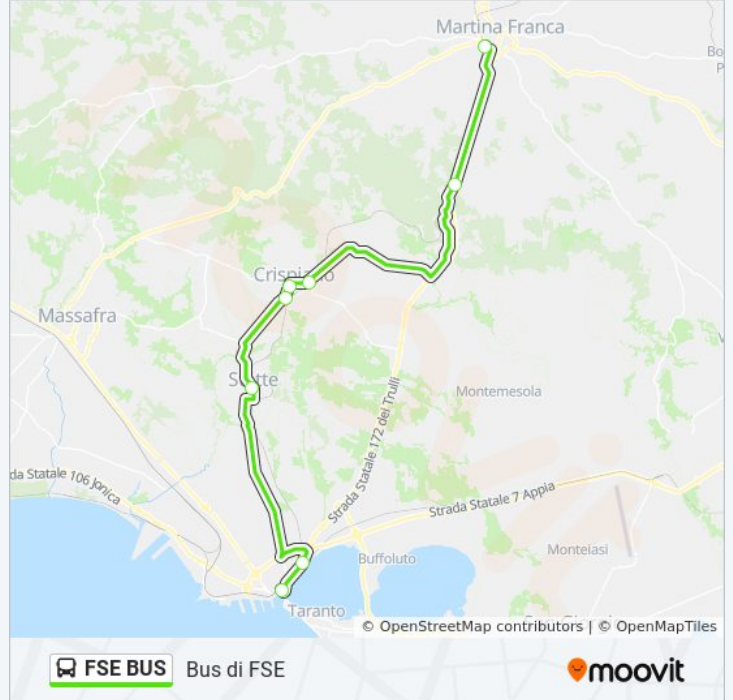 Martina Franca
Bo
P
Crispiano
Massafra
Statte
Montemesola
Strada Statale 172 dei Trulli
da Statale 106 Jonica
Strada Statale 7 Appia
Monteiasi
Buffoluto
Taranto
© OpenStreetMap contributors | © OpenMapTiles
FSE BUS Bus di FSE
moovit